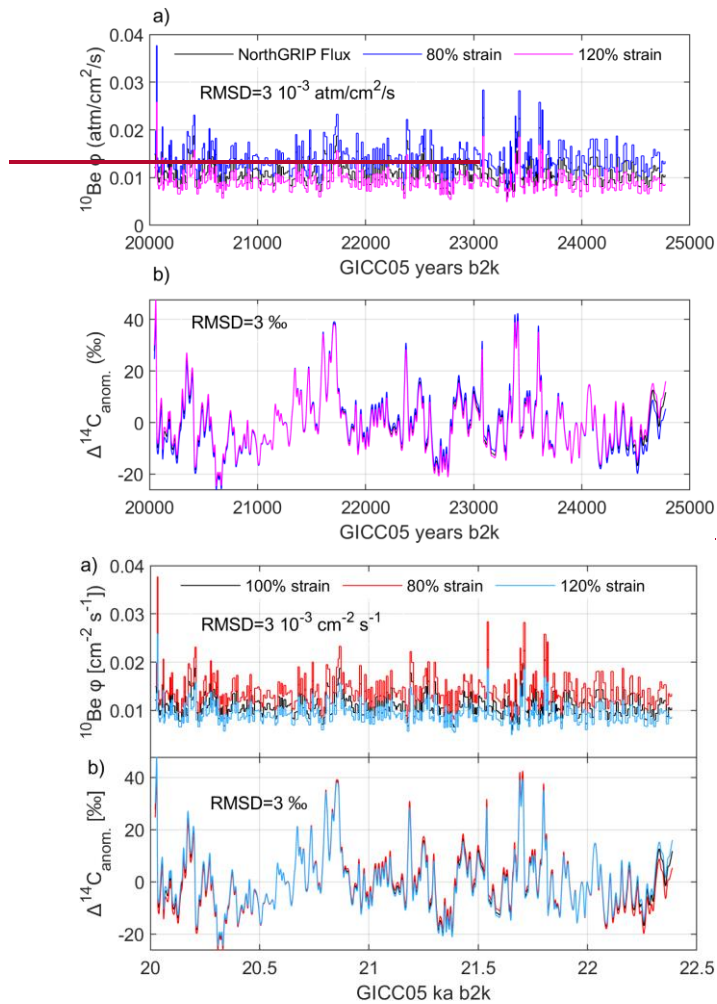 a)
NorthGRIP Flux 80% strain 120% strain
RMSD=3 10⁻³ atm/cm²/s
¹⁰Be φ (atm/cm²/s)
0.04
0.03
0.02
0.01
0
20000 21000 22000 23000 24000 25000
GICC05 years b2k
b)
RMSD=3 ‰
Δ¹⁴C anom. (‰)
40
20
0
-20
20000 21000 22000 23000 24000 25000
GICC05 years b2k
a)
100% strain 80% strain 120% strain
RMSD=3 10⁻³ cm⁻² s⁻¹
¹⁰Be φ [cm⁻² s⁻¹])
0.04
0.03
0.02
0.01
b)
RMSD=3 ‰
Δ¹⁴C anom. [‰]
40
20
0
-20
20 20.5 21 21.5 22 22.5
GICC05 ka b2k